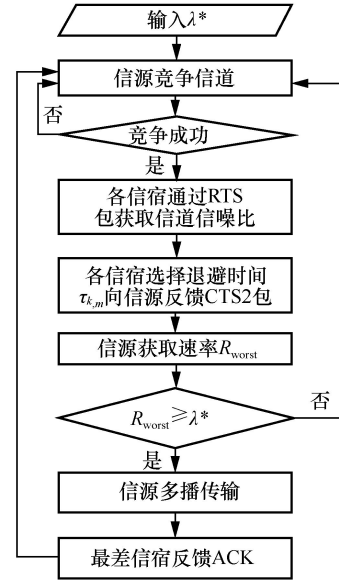 输入λ*
信源竞争信道
否
竞争成功
是
各信宿通过RTS
包获取信道信噪比
各信宿选择退避时间
τk,m向信源反馈CTS2包
信源获取速率Rworst
否
Rworst≥λ*
是
信源多播传输
最差信宿反馈ACK